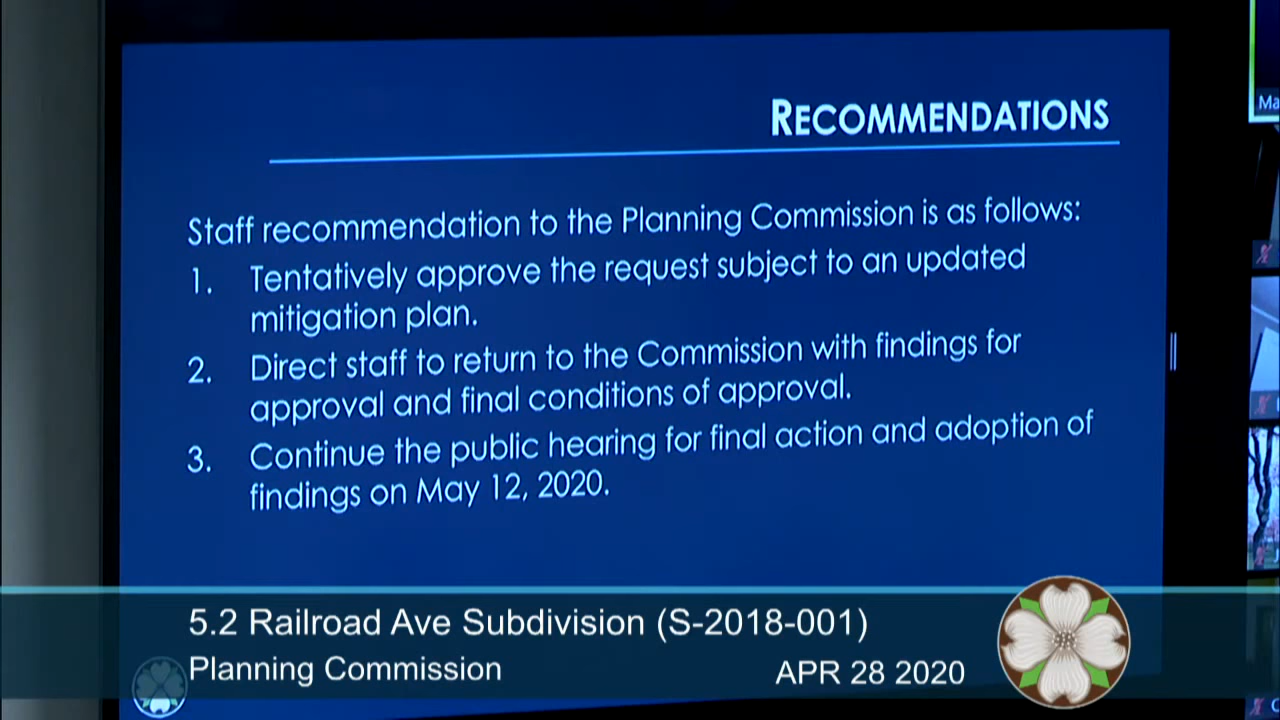 RECOMMENDATIONS
Staff recommendation to the Planning Commission is as follows:
1. Tentatively approve the request subject to an updated
mitigation plan.
2. Direct staff to return to the Commission with findings for
approval and final conditions of approval.
3. Continue the public hearing for final action and adoption of
findings on May 12, 2020.
5.2 Railroad Ave Subdivision (S-2018-001)
Planning Commission
APR 28 2020
Ma